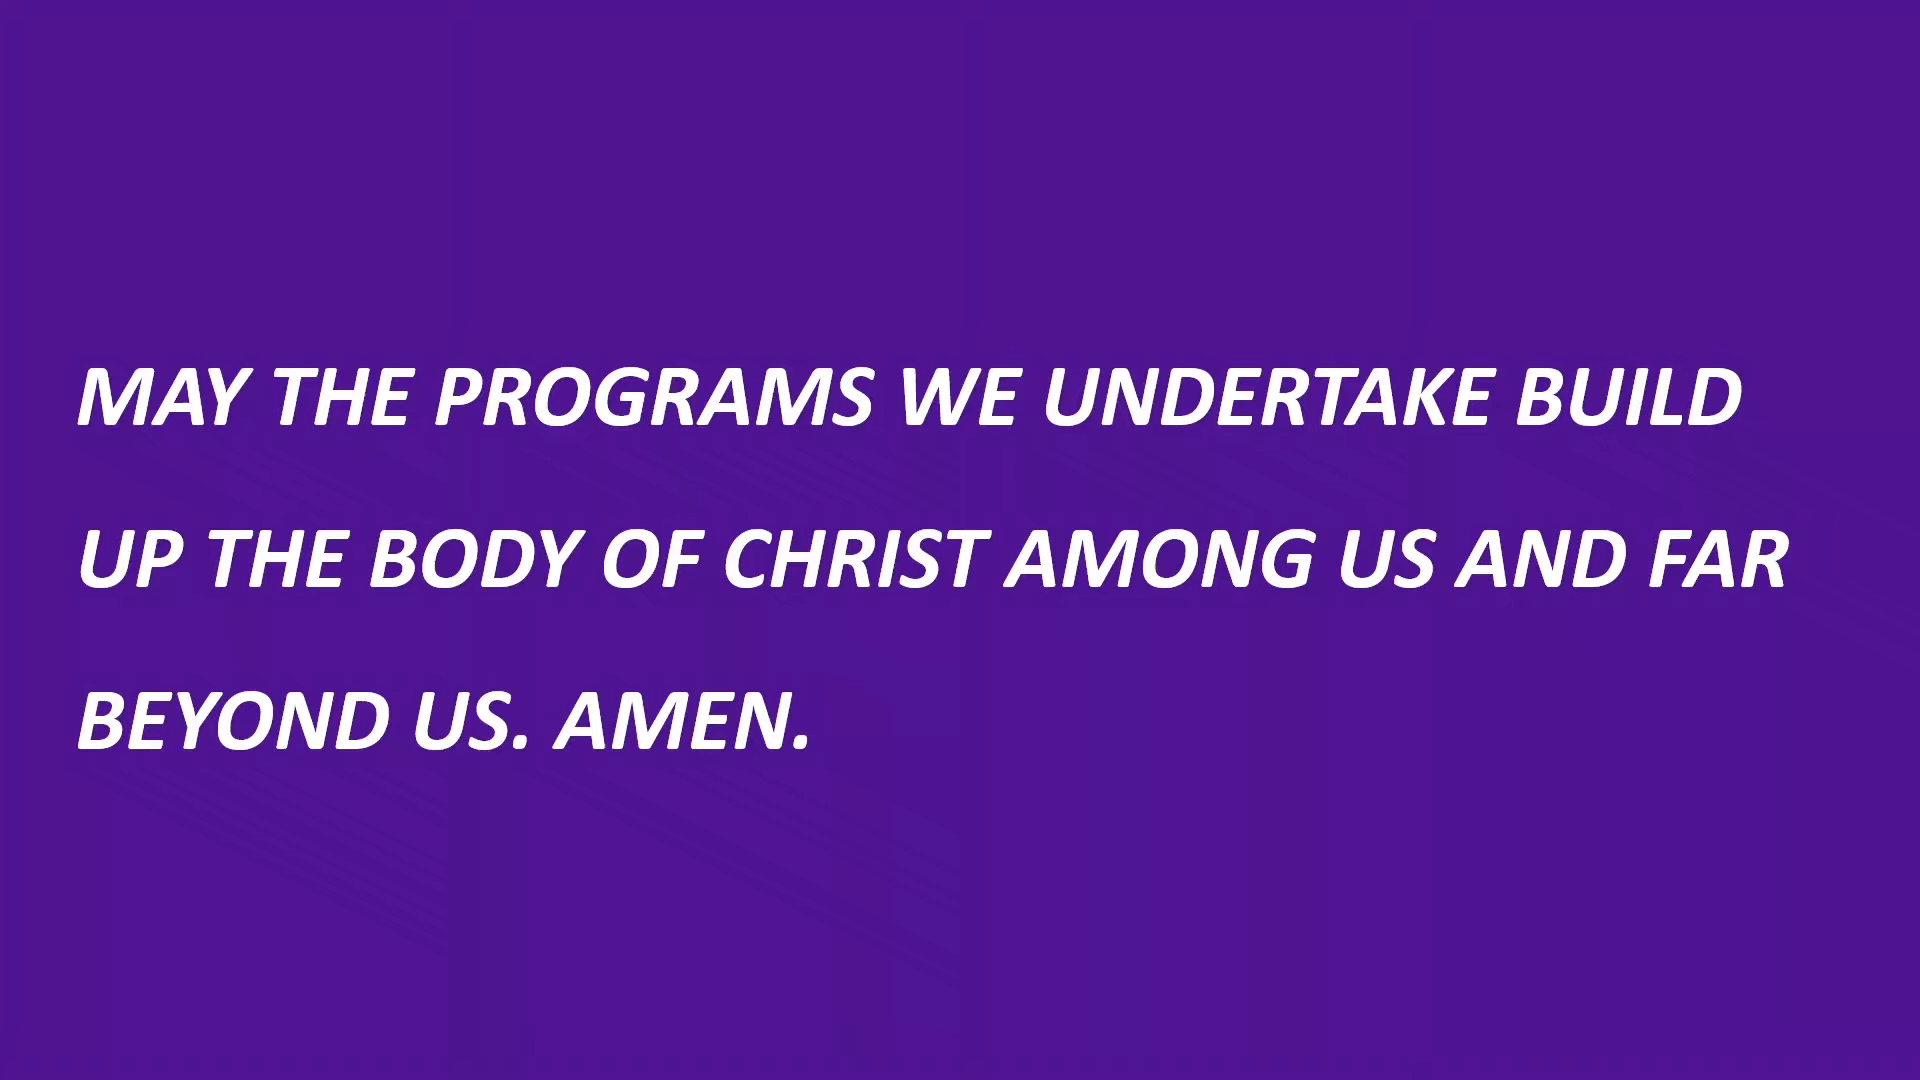 MAY THE PROGRAMS WE UNDERTAKE BUILD
UP THE BODY OF CHRIST AMONG US AND FAR
BEYOND US. AMEN.